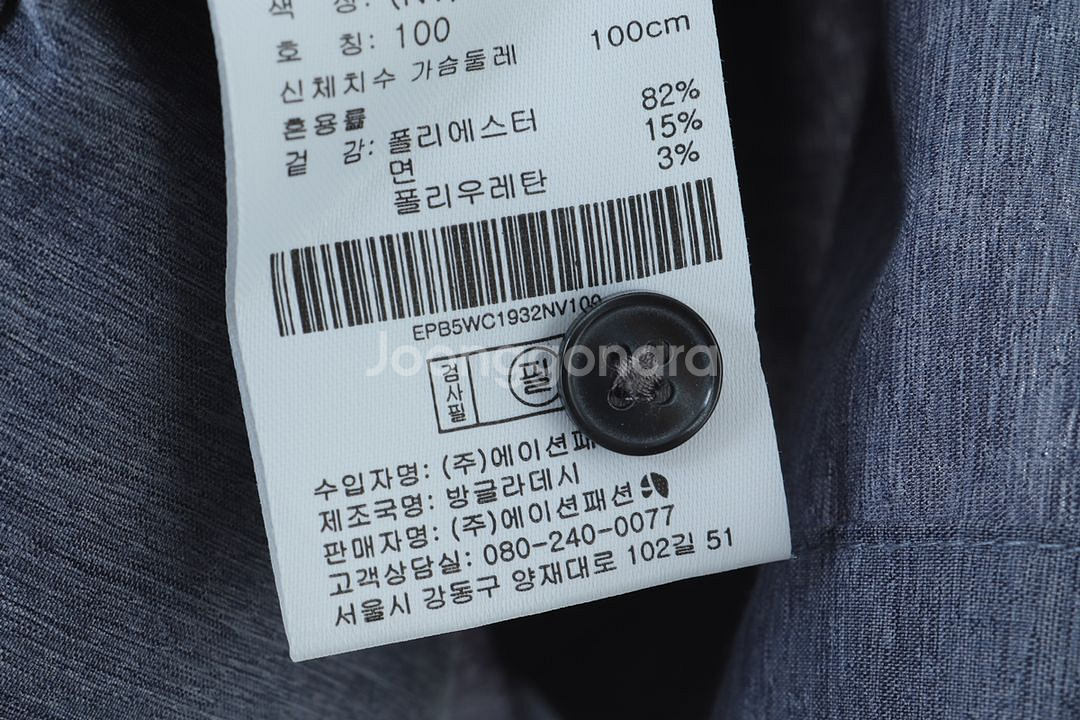 색 상:
호 칭: 100
신체치수 가슴둘레 100cm
혼용률
겉 감: 폴리에스터 82%
면 15%
폴리우레탄 3%
EPB5WC1932NV100
Joonggonara
검사필 필
수입자명: (주)에이션패
제조국명: 방글라데시
판매자명: (주)에이션패션
고객상담실: 080-240-0077
서울시 강동구 양재대로 102길 51